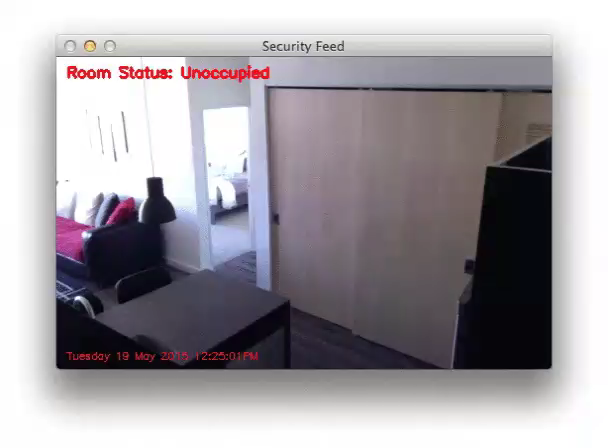 Security Feed
Room Status: Unoccupied
Tuesday 19 May 2015 12:25:01PM